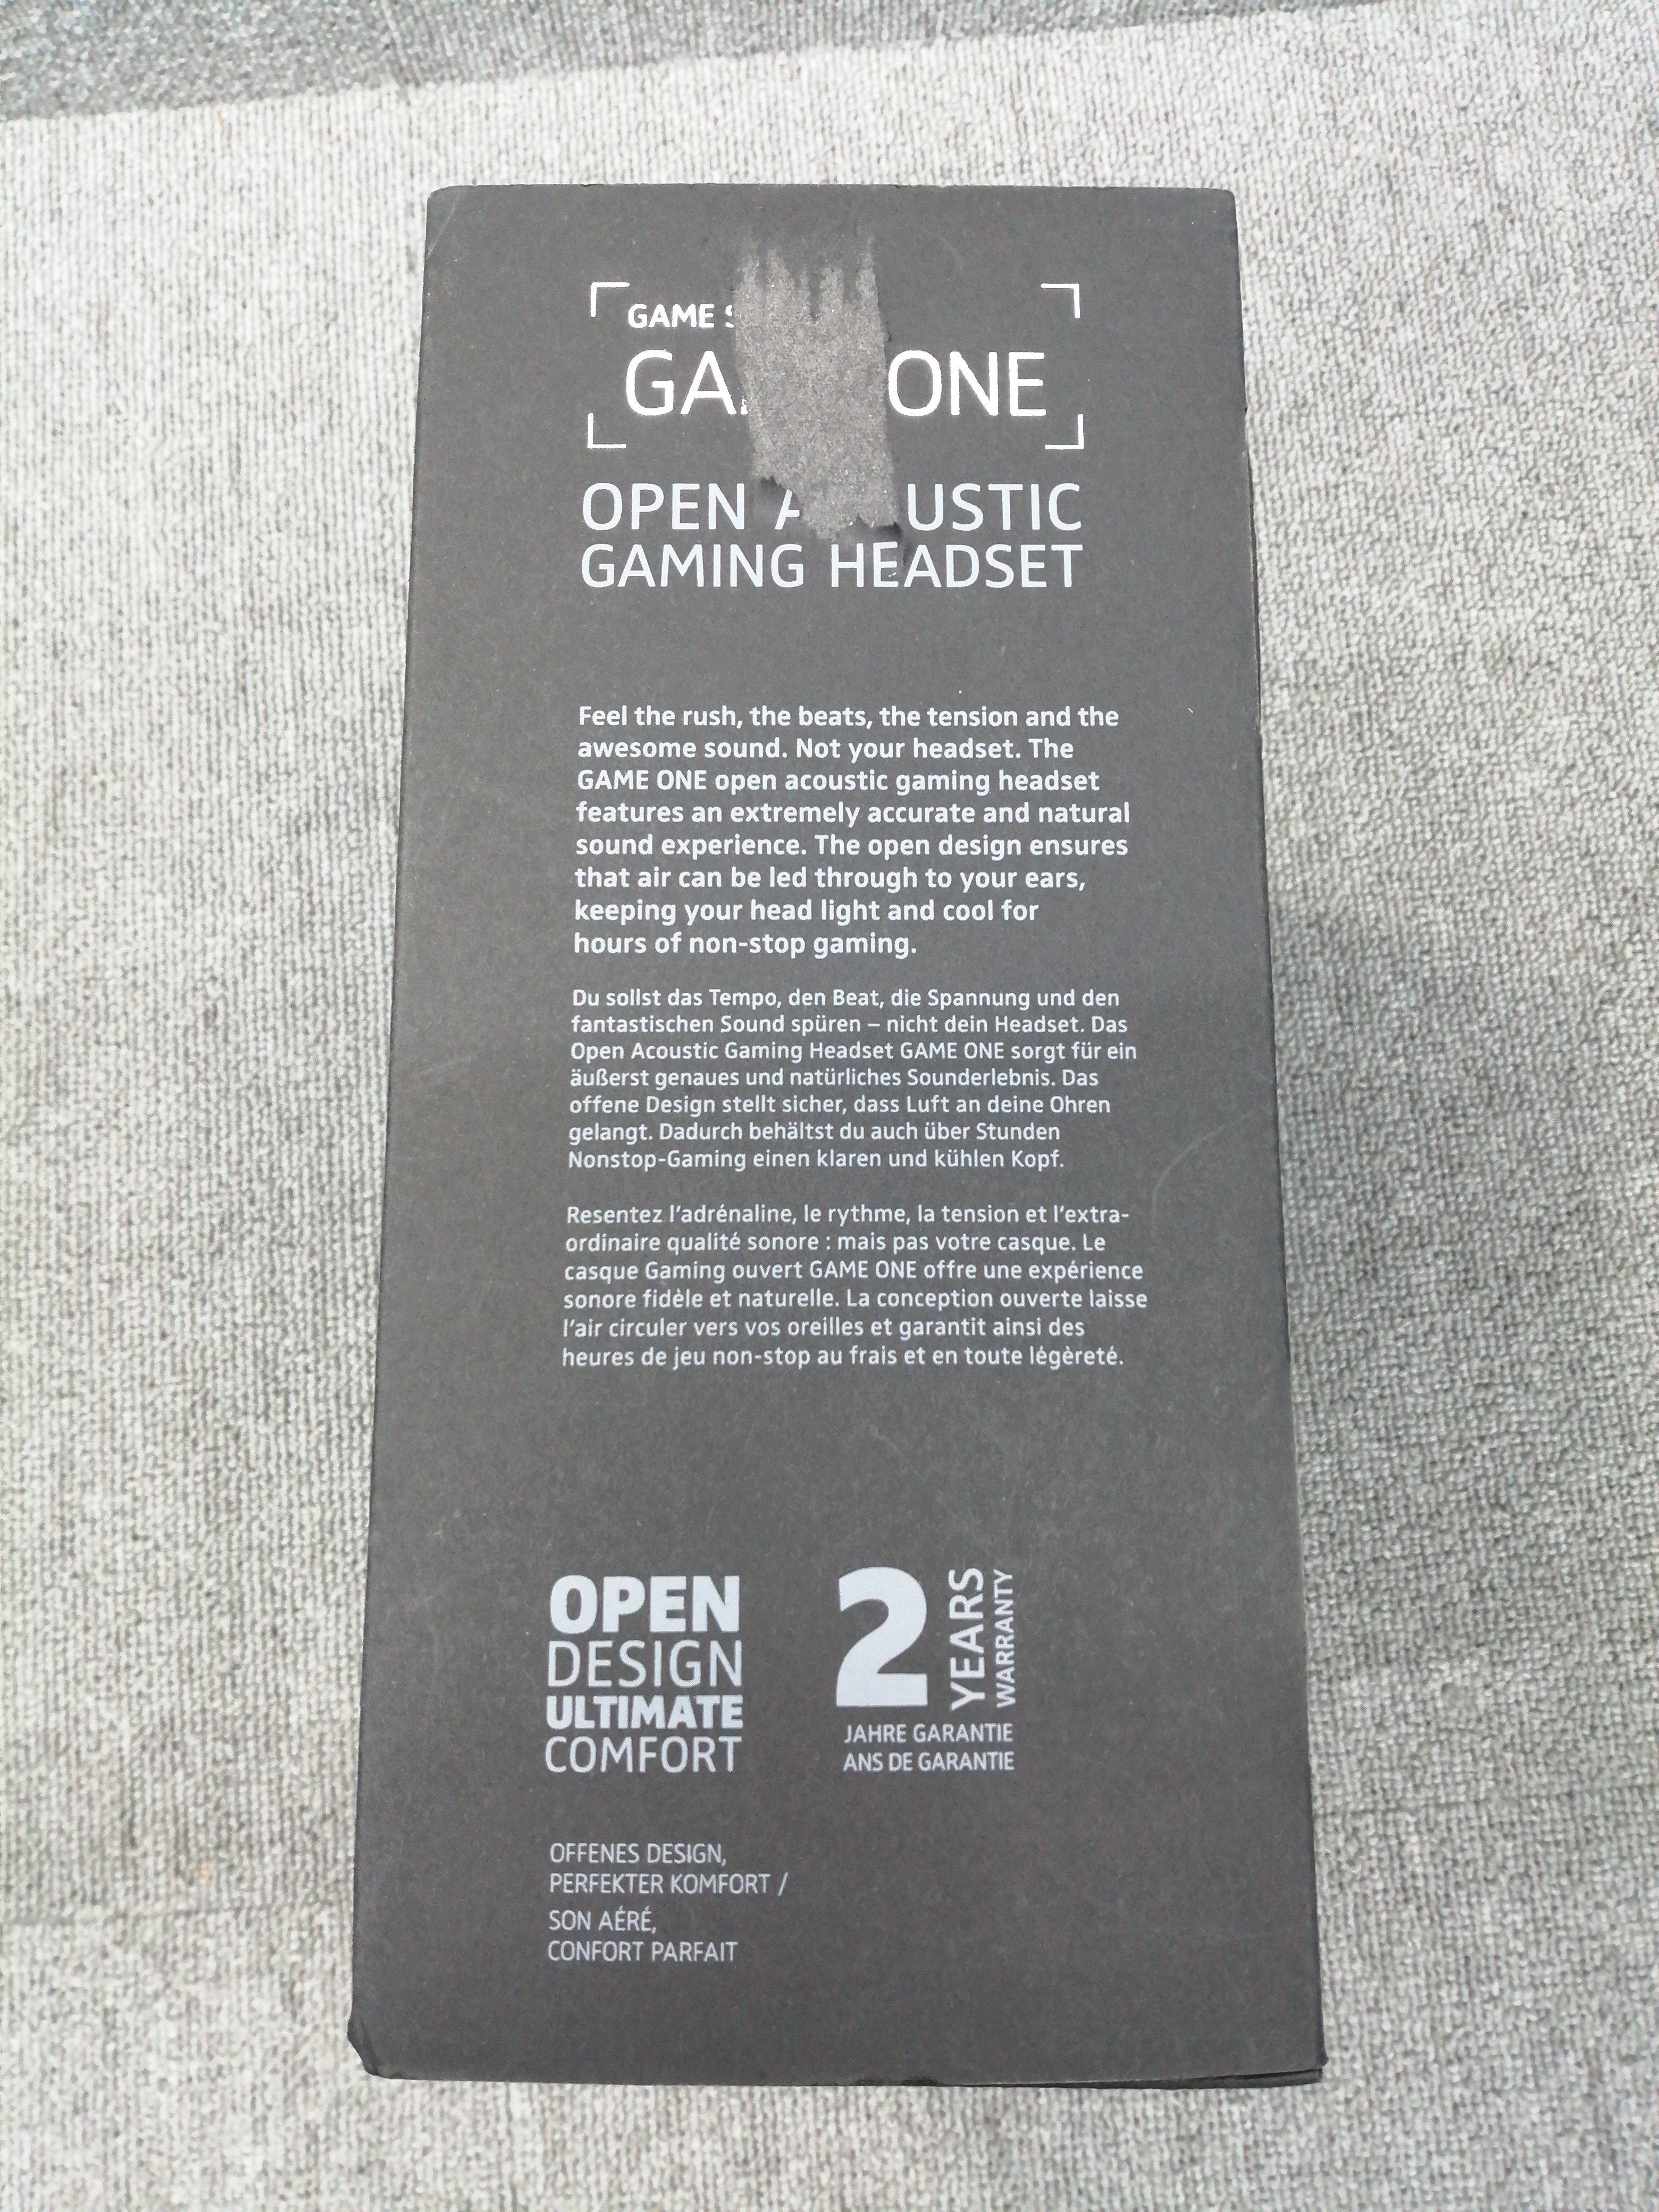 GAME
ONE
OPEN
GAMING HEADSET
Feel the rush, the beats, the tension and the
awesome sound. Not your headset. The
GAME ONE open acoustic gaming headset
features an extremely accurate and natural
sound experience. The open design ensures
that air can be led through to your ears,
keeping your head light and cool for
hours of non-stop gaming.
Du sollst das Tempo, den Beat, die Spannung und den
fantastischen Sound spüren – nicht dein Headset. Das
Open Acoustic Gaming Headset GAME ONE sorgt für ein
äußerst genaues und natürliches Sounderlebnis. Das
offene Design stellt sicher, dass Luft an deine Ohren
gelangt. Dadurch behältst du auch über Stunden
Nonstop-Gaming einen klaren und kühlen Kopf.
Resentez l'adrénaline, le rythme, la tension et l'extra-
ordinaire qualité sonore : mais pas votre casque. Le
casque Gaming ouvert GAME ONE offre une expérience
sonore fidèle et naturelle. La conception ouverte laisse
l'air circuler vers vos oreilles et garantit ainsi des
heures de jeu non-stop au frais et en toute légèreté.
OPEN
DESIGN
ULTIMATE
COMFORT
2
YEARS
WARRANTY
JAHRE GARANTIE
ANS DE GARANTIE
OFFENES DESIGN,
PERFEKTER KOMFORT /
SON AÉRÉ,
CONFORT PARFAIT